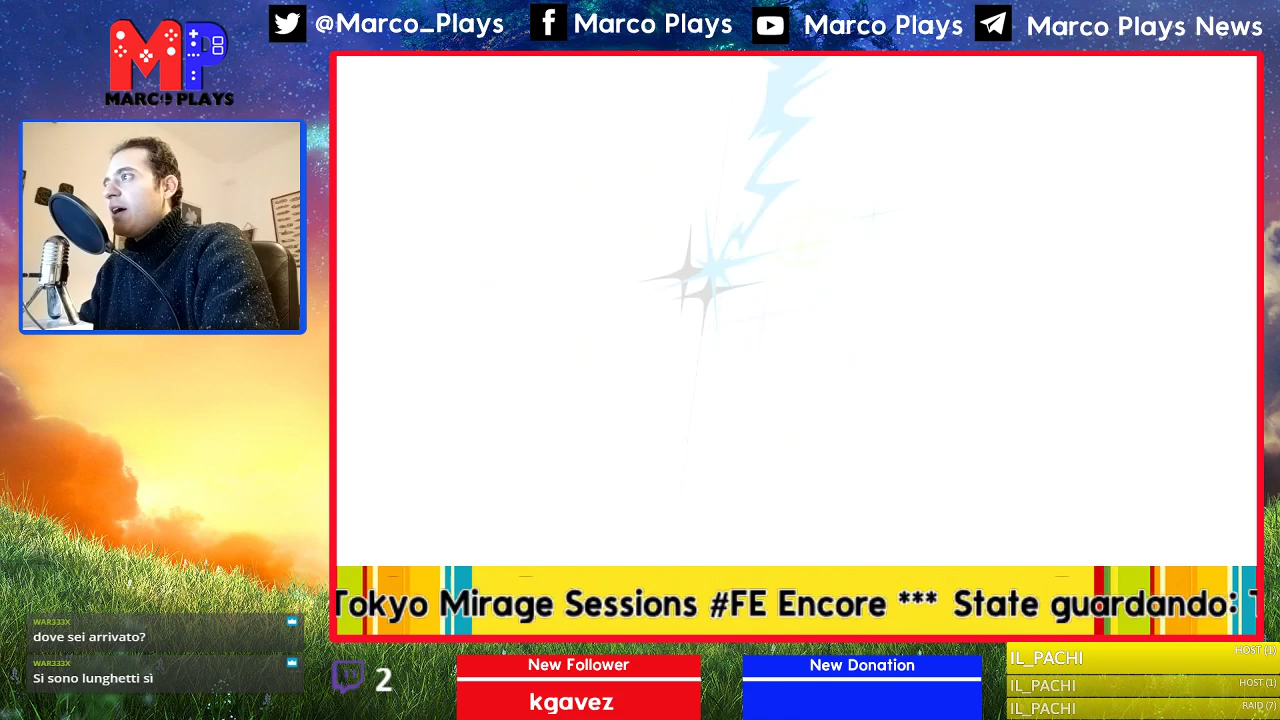 @Marco_Plays
Marco Plays
Marco Plays
Marco Plays News
MP
MARCO PLAYS
Tokyo Mirage Sessions #FE Encore *** State guardando:
WAR333X
dove sei arrivato?
WAR333X
Si sono lunghetti sì
2
New Follower
kgavez
New Donation
IL_PACHI HOST (1)
IL_PACHI HOST (1)
IL_PACHI RAID (7)